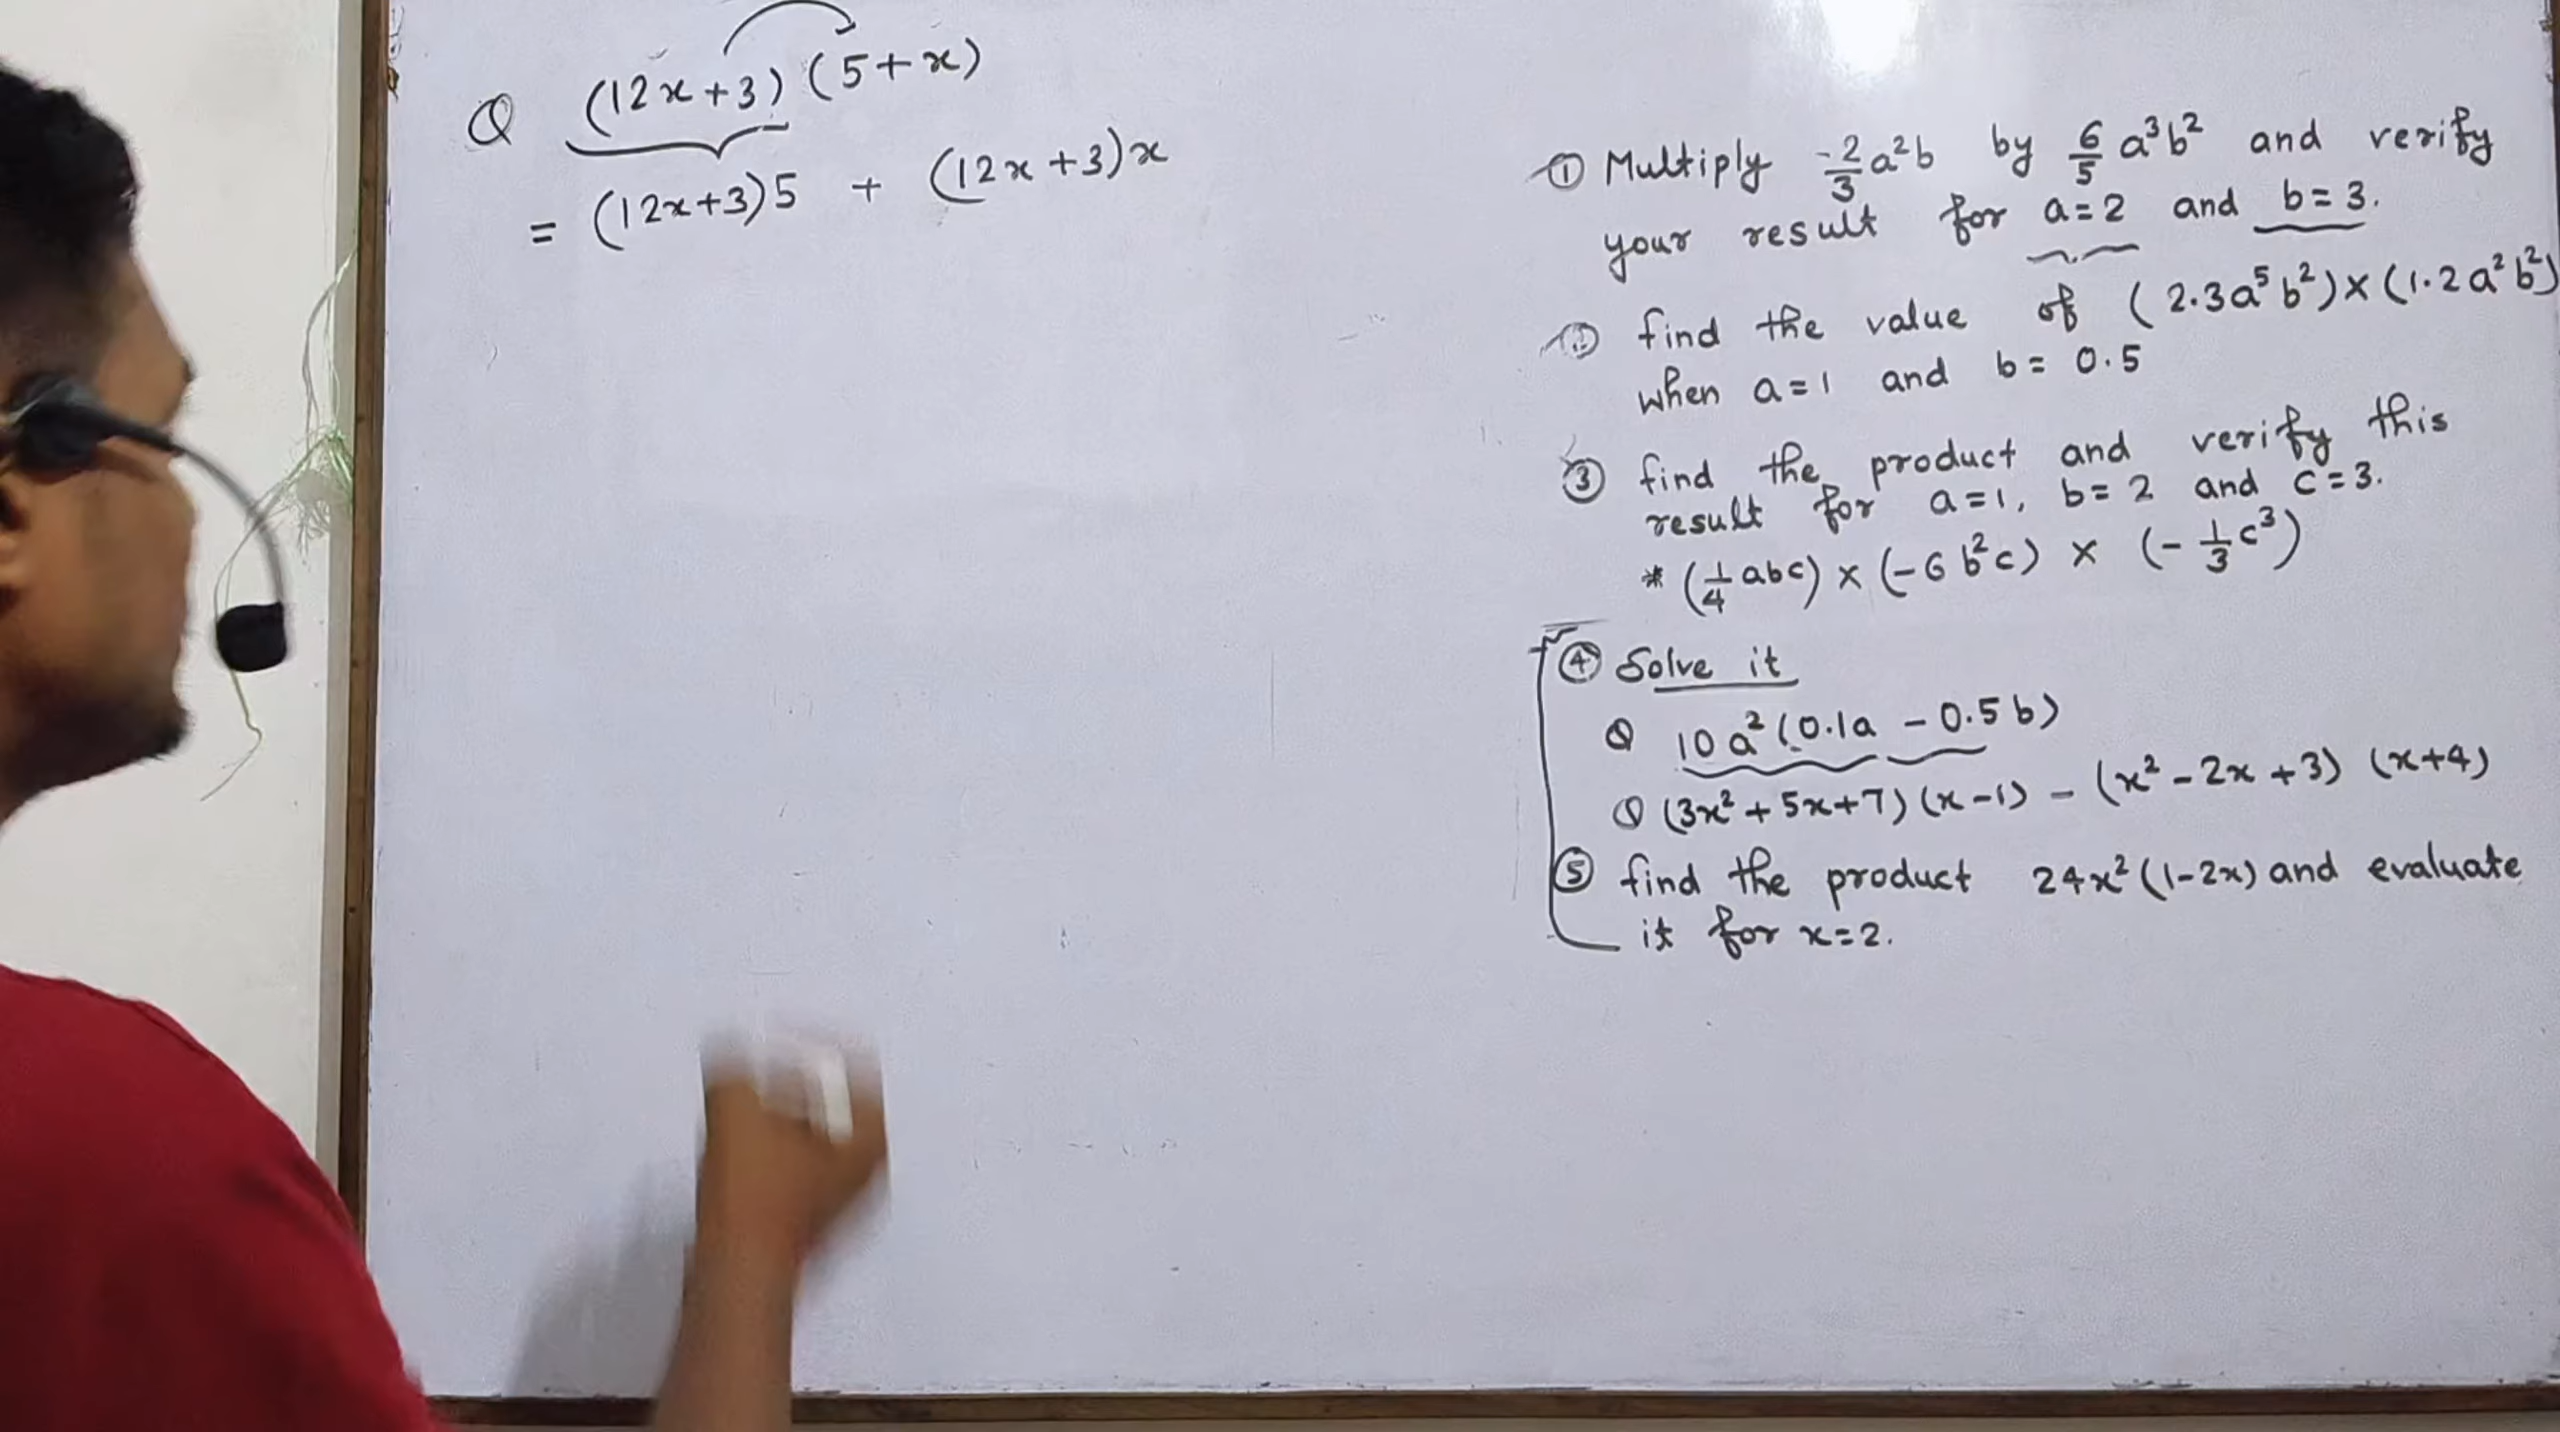 Q (12x+3) (5+x)
= (12x+3)5 + (12x+3)x
① Multiply -2/3 a²b by 6/5 a³b² and verify
your result for a=2 and b=3.
② find the value of (2.3a⁵b²)×(1.2a²b²)
when a=1 and b=0.5
③ find the product and verify this
result for a=1, b=2 and c=3.
* (1/4 abc) × (-6b²c) × (-1/3 c³)
④ Solve it
Q 10a²(0.1a - 0.5b)
Q (3x²+5x+7)(x-1) - (x²-2x+3) (x+4)
⑤ find the product 24x²(1-2x) and evaluate
it for x=2.